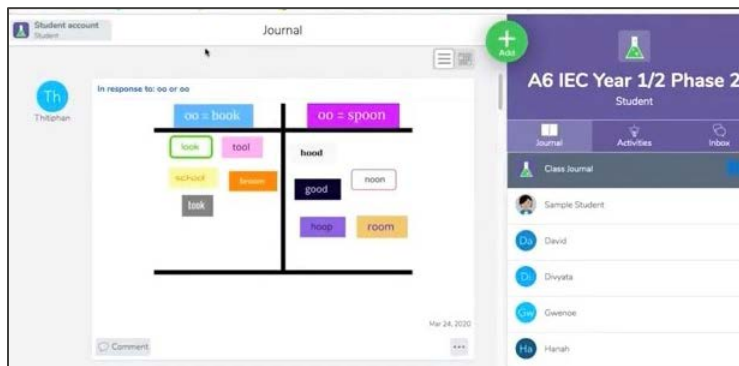 Student account
Student
Journal
Add
A6 IEC Year 1/2 Phase 2
Student
Journal
Activities
Inbox
Class Journal
Sample Student
Da
David
Di
Divyata
Gw
Gwenoe
Ha
Hanah
Th
Thitiphan
In response to: oo or oo
oo = book
oo = spoon
look
tool
hood
school
broom
good
noon
took
hoop
room
Mar 24, 2020
Comment